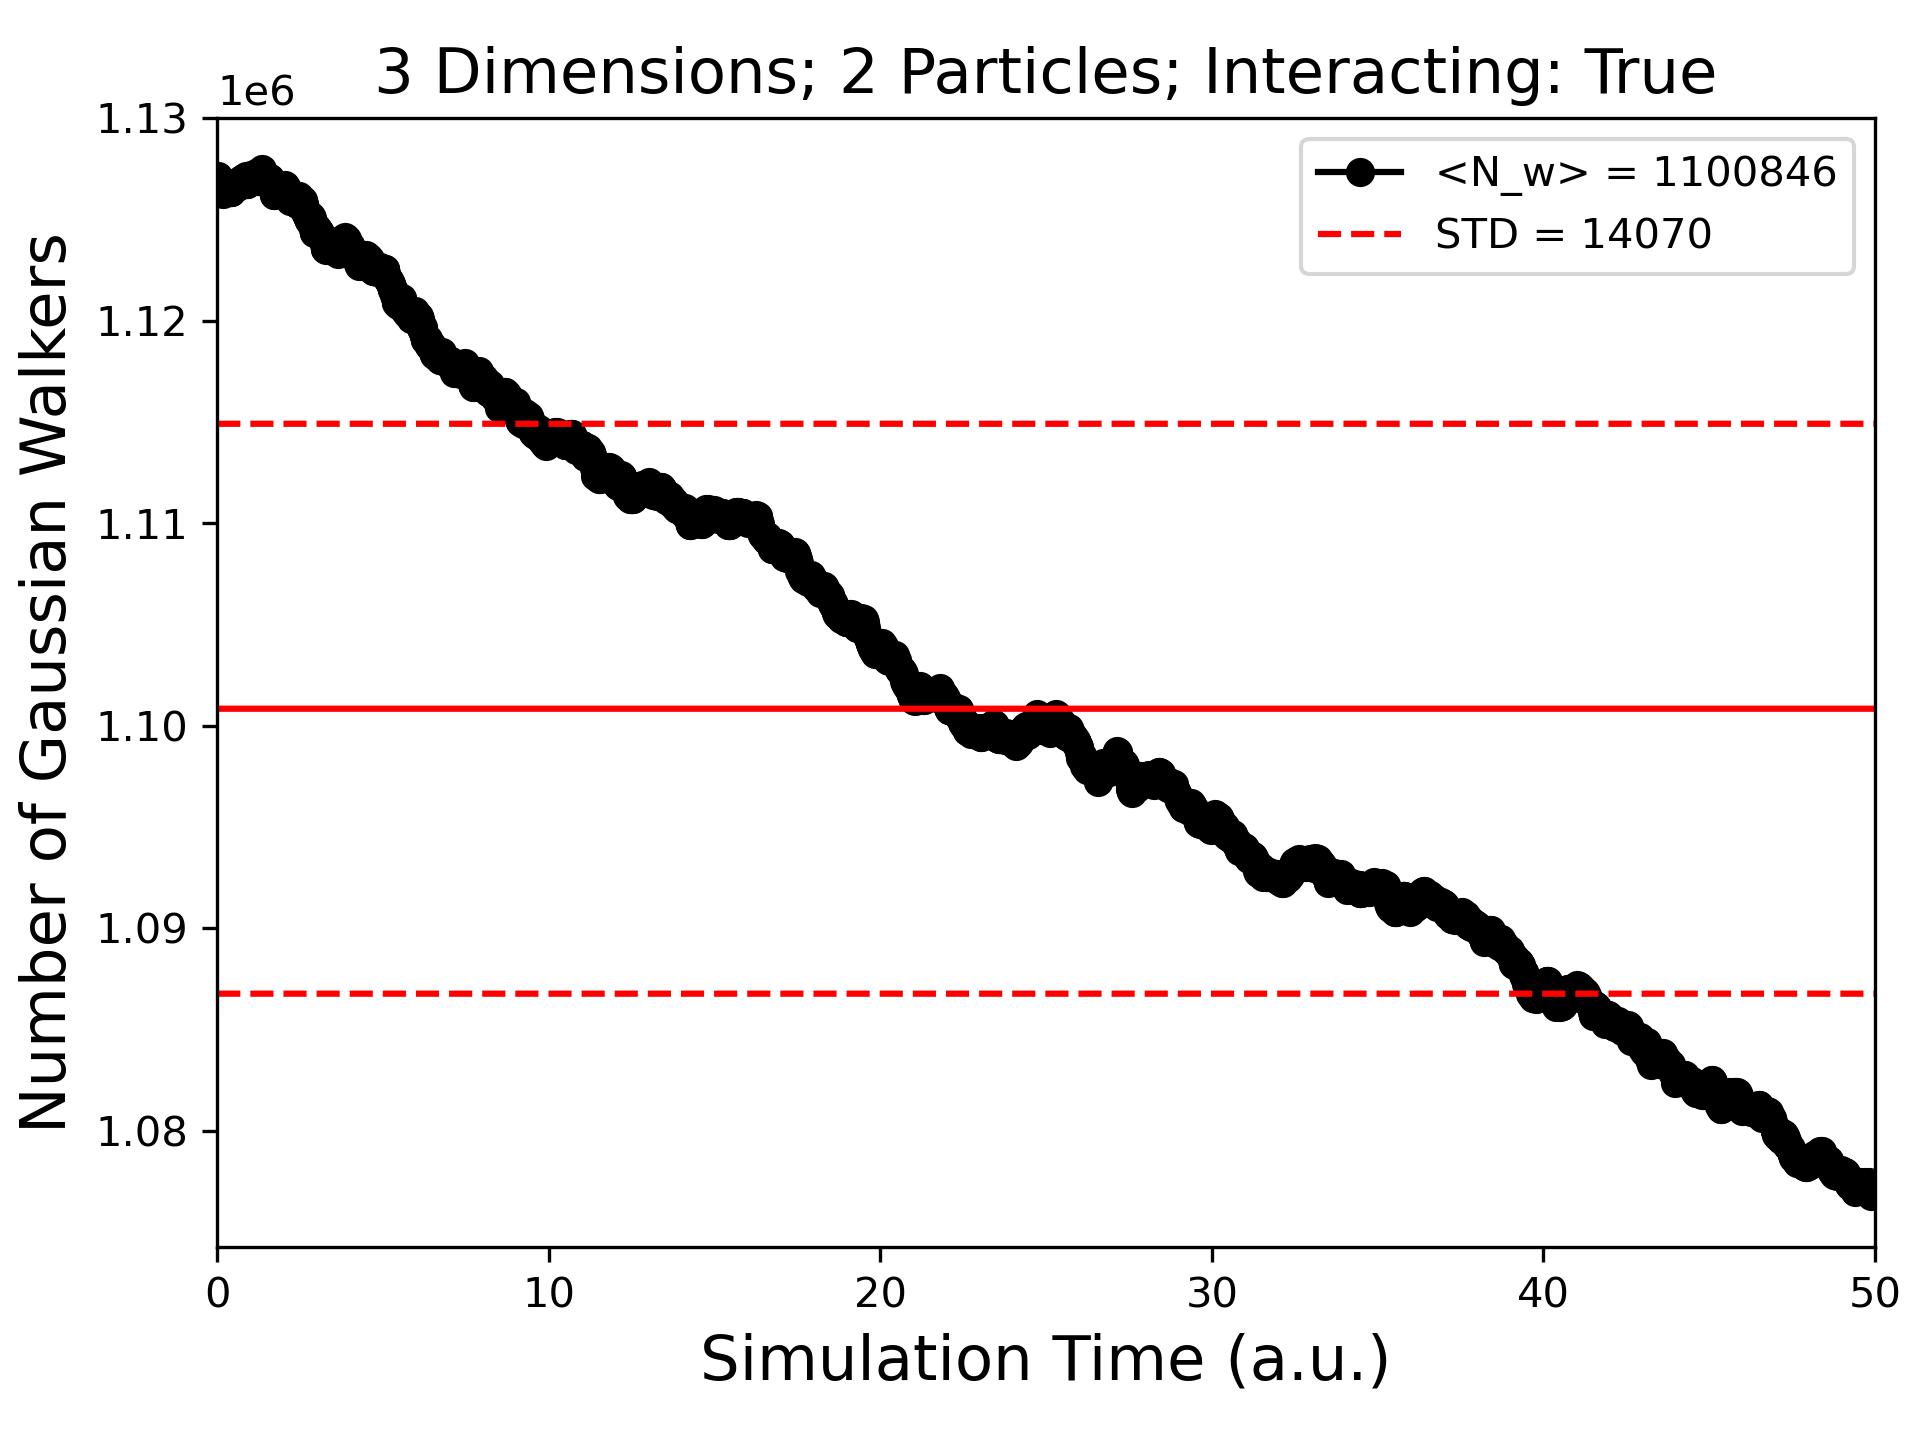 3 Dimensions; 2 Particles; Interacting: True
1e6
1.13
1.12
1.11
1.10
1.09
1.08
Number of Gaussian Walkers
<N_w> = 1100846
STD = 14070
0 10 20 30 40 50
Simulation Time (a.u.)